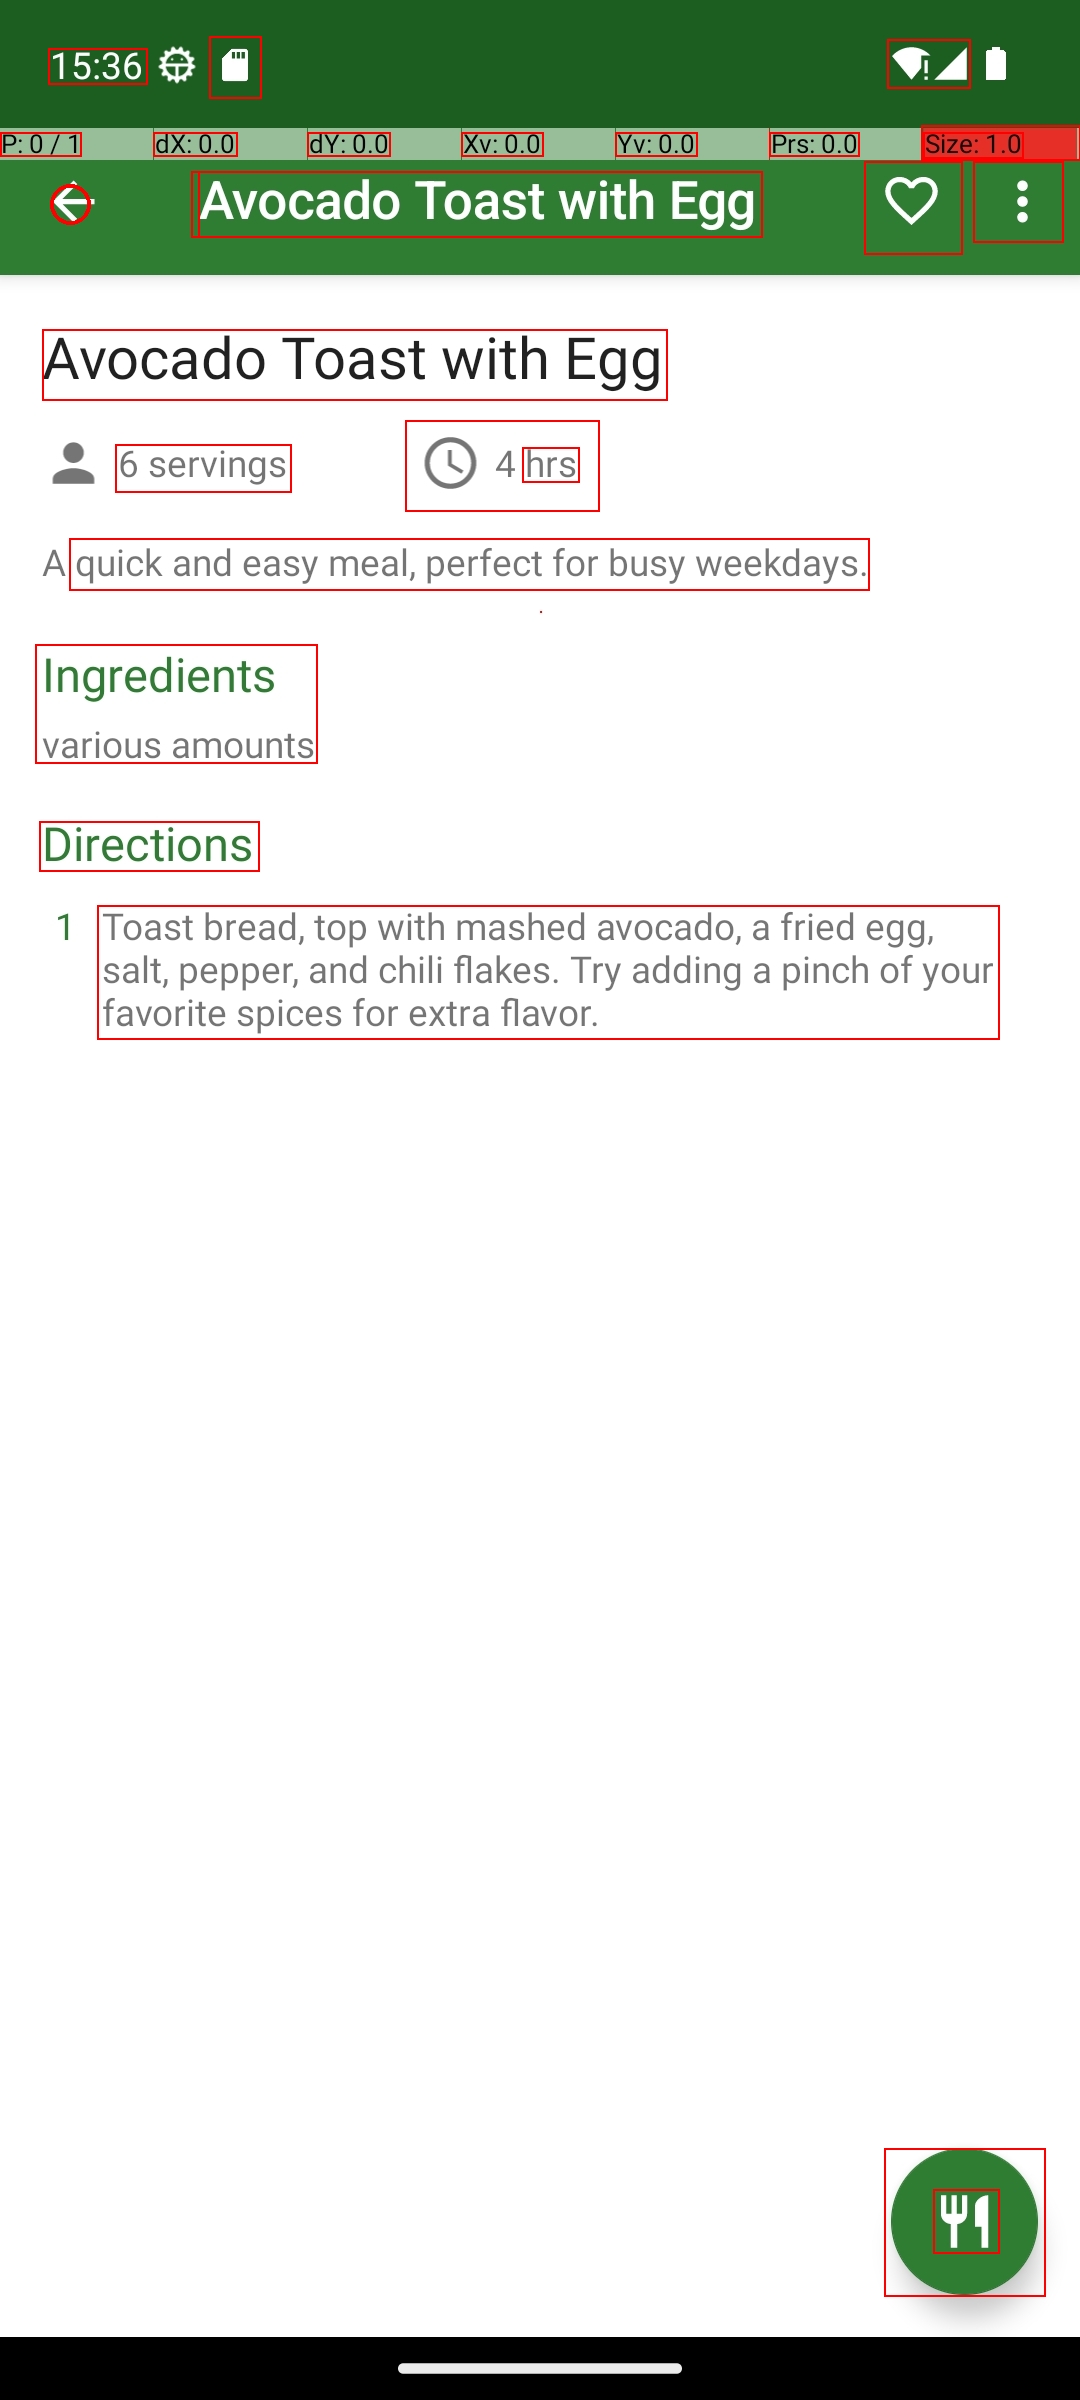 15:36
P: 0 / 1 dX: 0.0 dY: 0.0 Xv: 0.0 Yv: 0.0 Prs: 0.0 Size: 1.0
Avocado Toast with Egg
Avocado Toast with Egg
6 servings 4 hrs
A quick and easy meal, perfect for busy weekdays.
Ingredients
various amounts
Directions
1 Toast bread, top with mashed avocado, a fried egg,
salt, pepper, and chili flakes. Try adding a pinch of your
favorite spices for extra flavor.